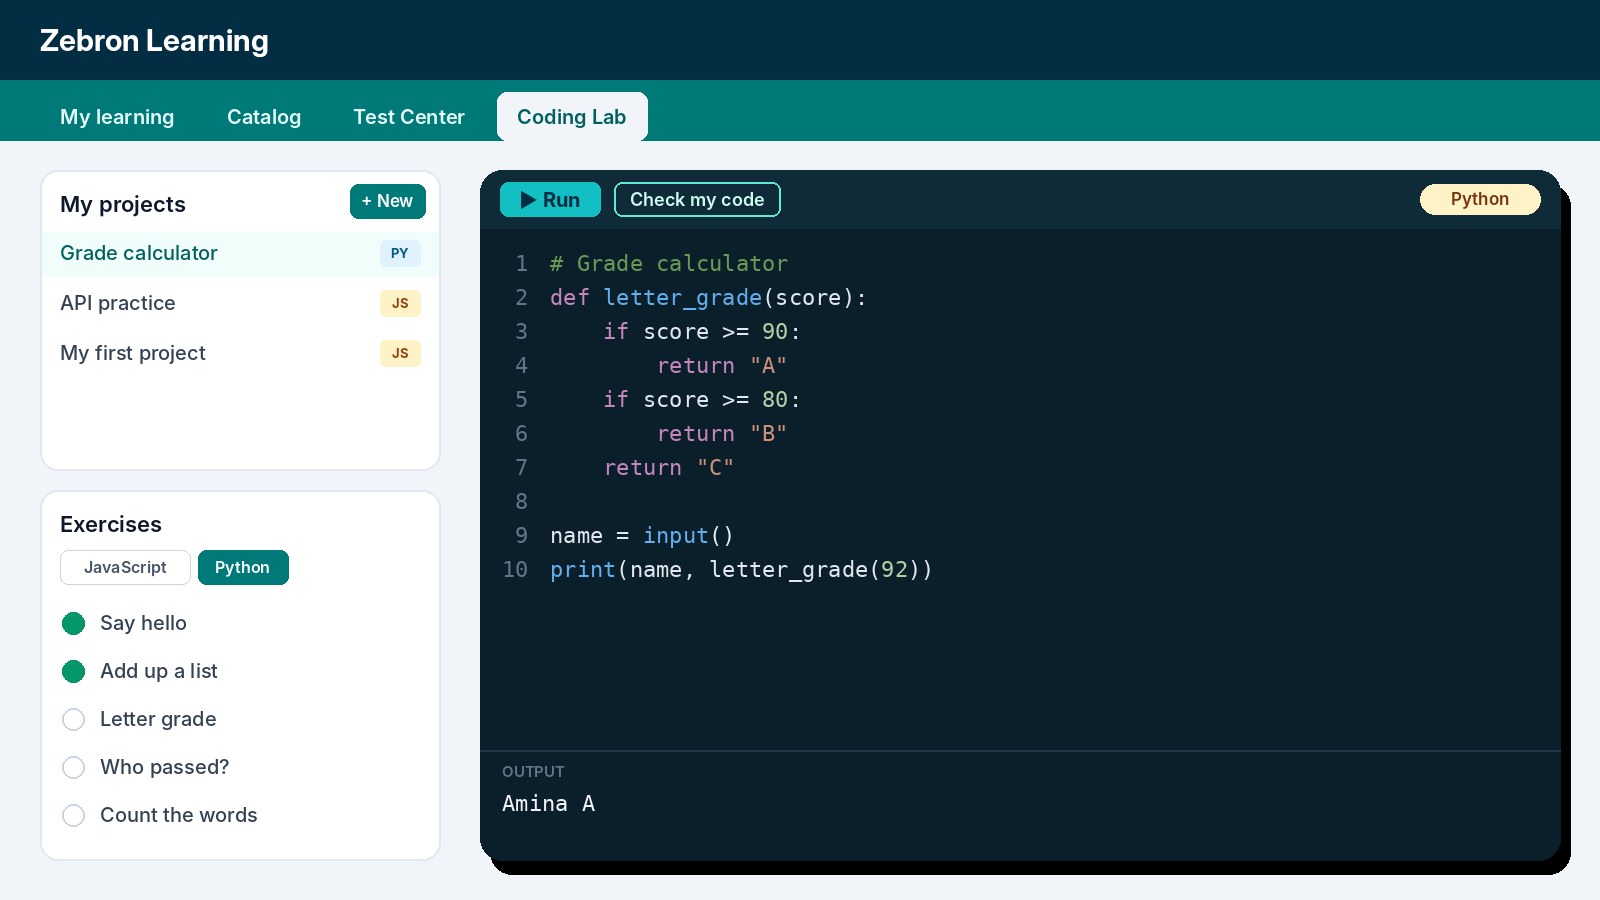 Zebron Learning
My learning Catalog Test Center Coding Lab
My projects + New
Grade calculator PY
API practice JS
My first project JS
Exercises
JavaScript Python
Say hello
Add up a list
Letter grade
Who passed?
Count the words
▶ Run Check my code Python
1 # Grade calculator
2 def letter_grade(score):
3     if score >= 90:
4         return "A"
5     if score >= 80:
6         return "B"
7     return "C"
8
9 name = input()
10 print(name, letter_grade(92))
OUTPUT
Amina A